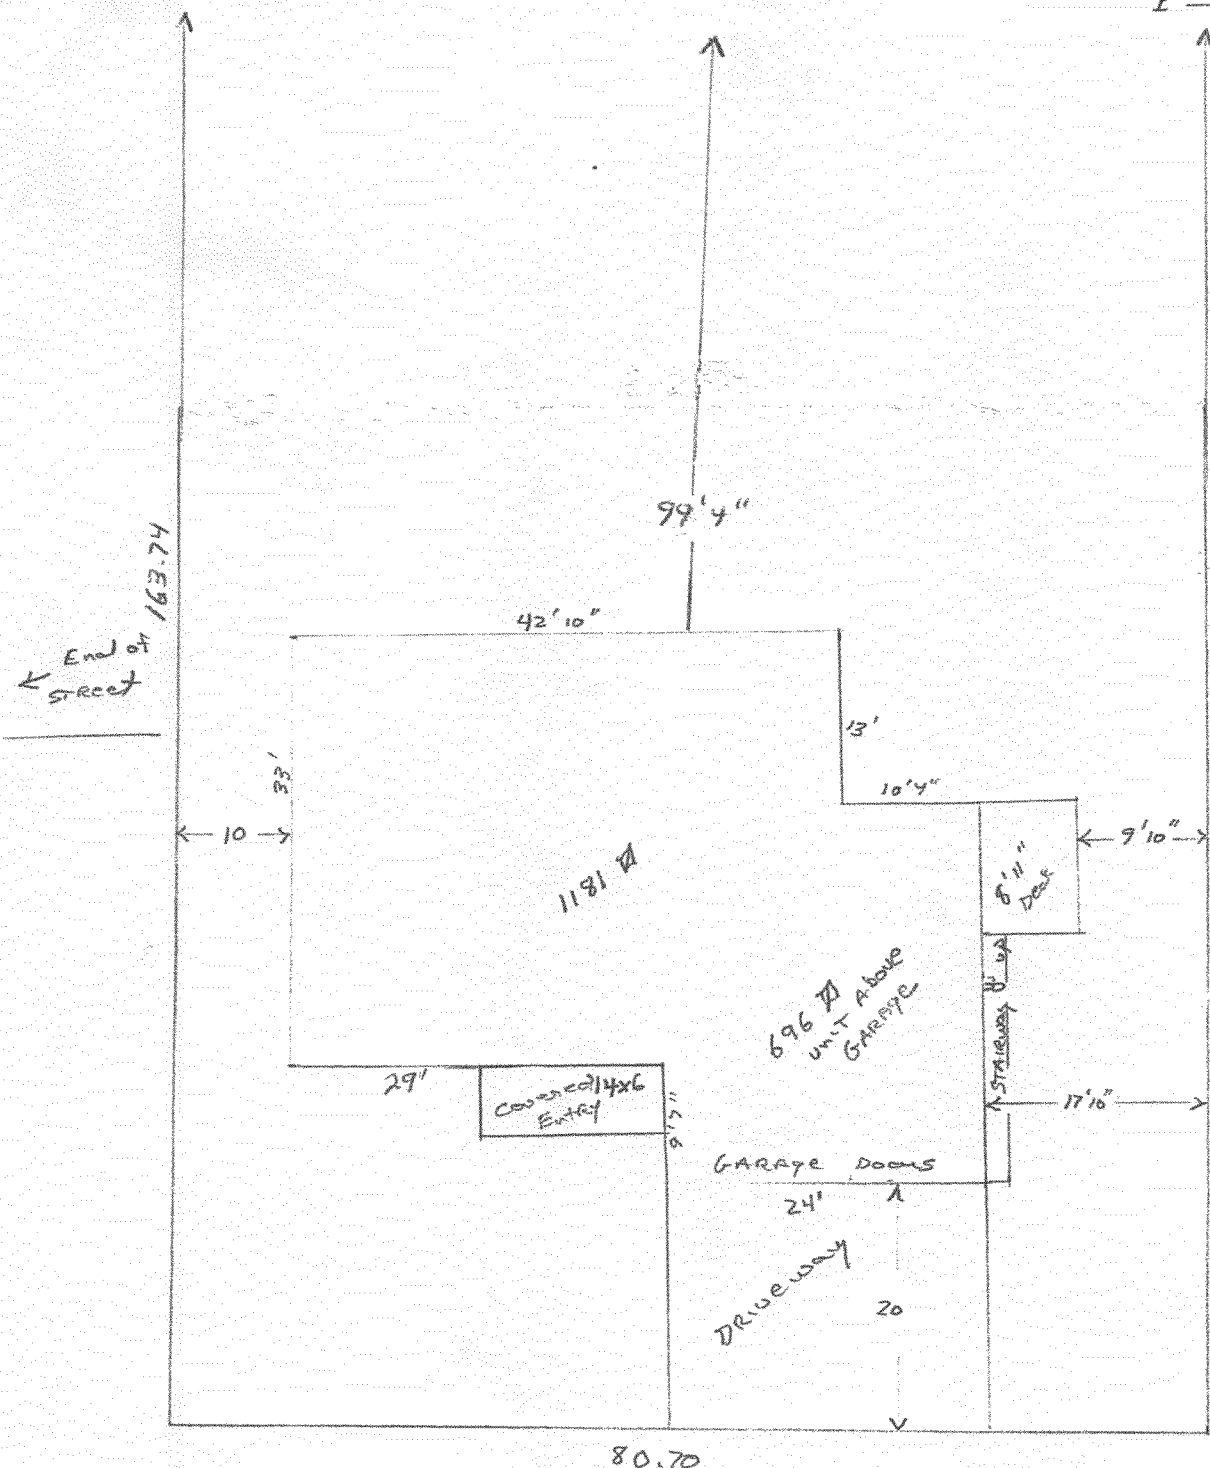 163.74
99'4"
42'10"
End of
Street
13'
33'
10'4"
10
9'10"
8'11"
Deck
1181 ⌀
696 ⌀
unit Above
GARAGE
UP
STAIRWAY
29'
Covered 14x6
Entry
9'7"
17'10"
GARAGE Doors
24'
Driveway
20
80.70